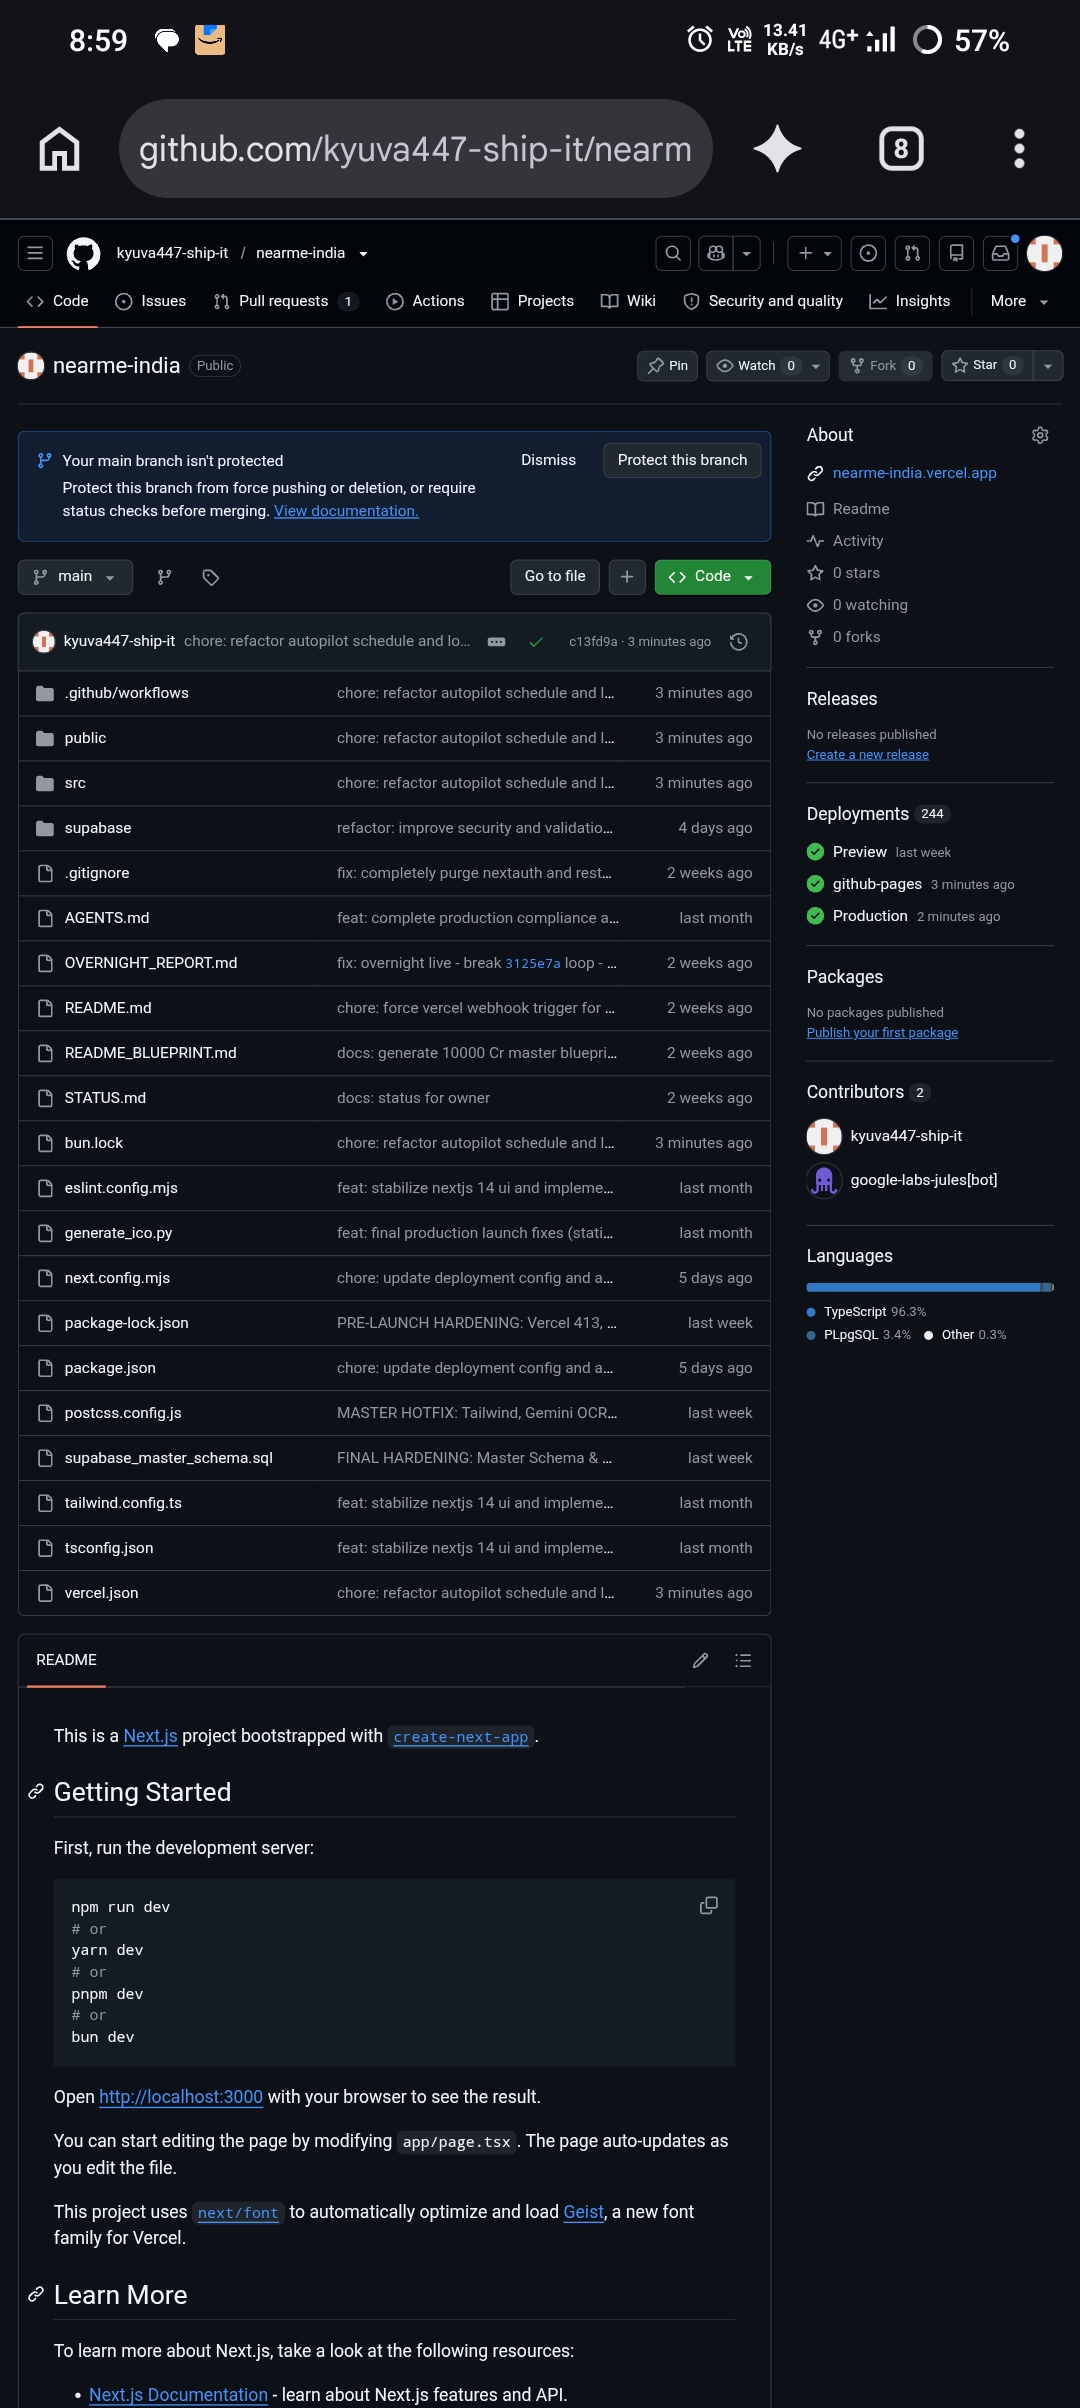 8:59
Vo)) LTE
13.41 KB/s
4G+
57%
github.com/kyuva447-ship-it/nearm
8
kyuva447-ship-it / nearme-india
Code
Issues
Pull requests 1
Actions
Projects
Wiki
Security and quality
Insights
More
nearme-india Public
Pin
Watch 0
Fork 0
Star 0
Your main branch isn't protected
Protect this branch from force pushing or deletion, or require
status checks before merging. View documentation.
Dismiss
Protect this branch
main
Go to file
Code
kyuva447-ship-it chore: refactor autopilot schedule and lo... c13fd9a · 3 minutes ago
.github/workflows chore: refactor autopilot schedule and l... 3 minutes ago
public chore: refactor autopilot schedule and l... 3 minutes ago
src chore: refactor autopilot schedule and l... 3 minutes ago
supabase refactor: improve security and validatio... 4 days ago
.gitignore fix: completely purge nextauth and rest... 2 weeks ago
AGENTS.md feat: complete production compliance a... last month
OVERNIGHT_REPORT.md fix: overnight live - break 3125e7a loop - ... 2 weeks ago
README.md chore: force vercel webhook trigger for ... 2 weeks ago
README_BLUEPRINT.md docs: generate 10000 Cr master bluepri... 2 weeks ago
STATUS.md docs: status for owner 2 weeks ago
bun.lock chore: refactor autopilot schedule and l... 3 minutes ago
eslint.config.mjs feat: stabilize nextjs 14 ui and impleme... last month
generate_ico.py feat: final production launch fixes (stati... last month
next.config.mjs chore: update deployment config and a... 5 days ago
package-lock.json PRE-LAUNCH HARDENING: Vercel 413, ... last week
package.json chore: update deployment config and a... 5 days ago
postcss.config.js MASTER HOTFIX: Tailwind, Gemini OCR... last week
supabase_master_schema.sql FINAL HARDENING: Master Schema & ... last week
tailwind.config.ts feat: stabilize nextjs 14 ui and impleme... last month
tsconfig.json feat: stabilize nextjs 14 ui and impleme... last month
vercel.json chore: refactor autopilot schedule and l... 3 minutes ago
About
nearme-india.vercel.app
Readme
Activity
0 stars
0 watching
0 forks
Releases
No releases published
Create a new release
Deployments 244
Preview last week
github-pages 3 minutes ago
Production 2 minutes ago
Packages
No packages published
Publish your first package
Contributors 2
kyuva447-ship-it
google-labs-jules[bot]
Languages
TypeScript 96.3%
PLpgSQL 3.4% Other 0.3%
README
This is a Next.js project bootstrapped with create-next-app.
Getting Started
First, run the development server:
npm run dev
# or
yarn dev
# or
pnpm dev
# or
bun dev
Open http://localhost:3000 with your browser to see the result.
You can start editing the page by modifying app/page.tsx. The page auto-updates as
you edit the file.
This project uses next/font to automatically optimize and load Geist, a new font
family for Vercel.
Learn More
To learn more about Next.js, take a look at the following resources:
• Next.js Documentation - learn about Next.js features and API.